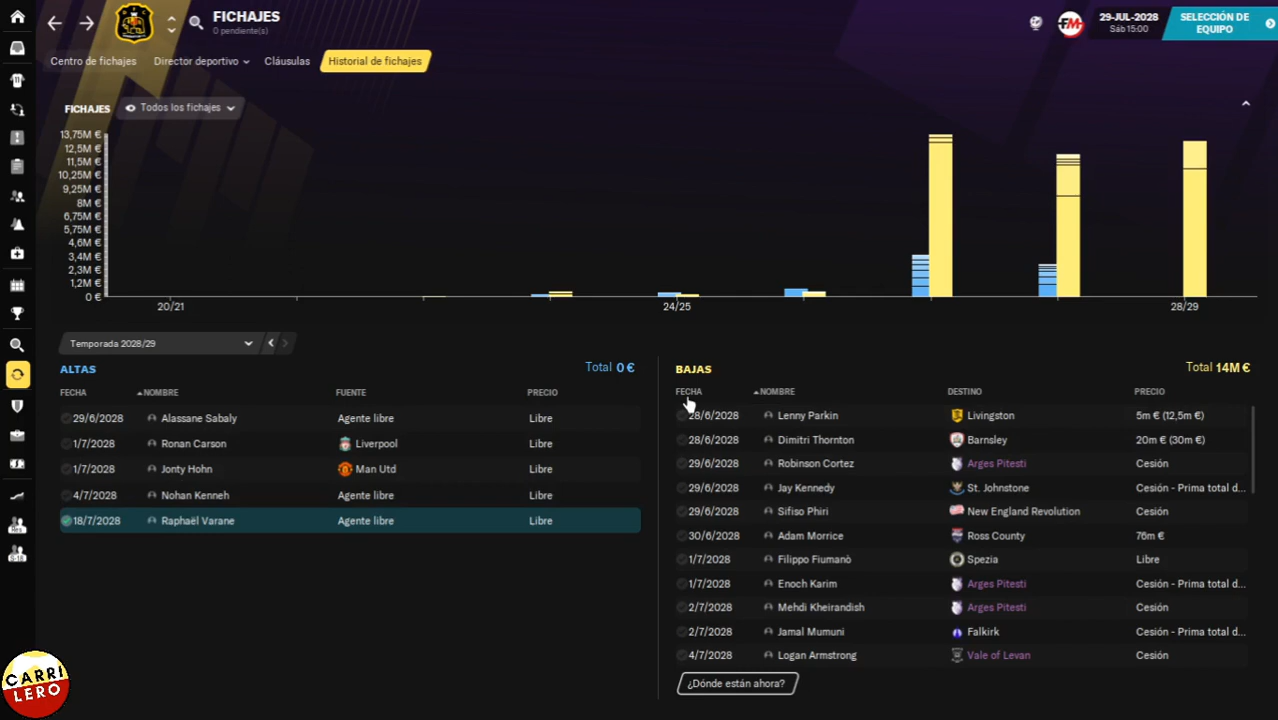 FICHAJES
0 pendiente(s)
29-JUL-2028
Sáb 15:00
SELECCIÓN DE
EQUIPO
Centro de fichajes
Director deportivo
Cláusulas
Historial de fichajes
FICHAJES
Todos los fichajes
13,75M €
12,5M €
11,5M €
10,25M €
9,25M €
8M €
6,75M €
5,75M €
4,6M €
3,4M €
2,3M €
1,2M €
0 €
20/21
24/25
28/29
Temporada 2028/29
ALTAS
Total 0 €
FECHA NOMBRE FUENTE PRECIO
29/6/2028 Alassane Sabaly Agente libre Libre
1/7/2028 Ronan Carson Liverpool Libre
1/7/2028 Jonty Hohn Man Utd Libre
4/7/2028 Nohan Kenneh Agente libre Libre
18/7/2028 Raphaël Varane Agente libre Libre
BAJAS
Total 14M €
FECHA NOMBRE DESTINO PRECIO
28/6/2028 Lenny Parkin Livingston 5m € (12,5m €)
28/6/2028 Dimitri Thornton Barnsley 20m € (30m €)
29/6/2028 Robinson Cortez Arges Pitesti Cesión
29/6/2028 Jay Kennedy St. Johnstone Cesión - Prima total d...
29/6/2028 Sifiso Phiri New England Revolution Cesión
30/6/2028 Adam Morrice Ross County 76m €
1/7/2028 Filippo Fiumanò Spezia Libre
1/7/2028 Enoch Karim Arges Pitesti Cesión - Prima total d...
2/7/2028 Mehdi Kheirandish Arges Pitesti Cesión
2/7/2028 Jamal Mumuni Falkirk Cesión - Prima total d...
4/7/2028 Logan Armstrong Vale of Levan Cesión
¿Dónde están ahora?
CARRI
LERO